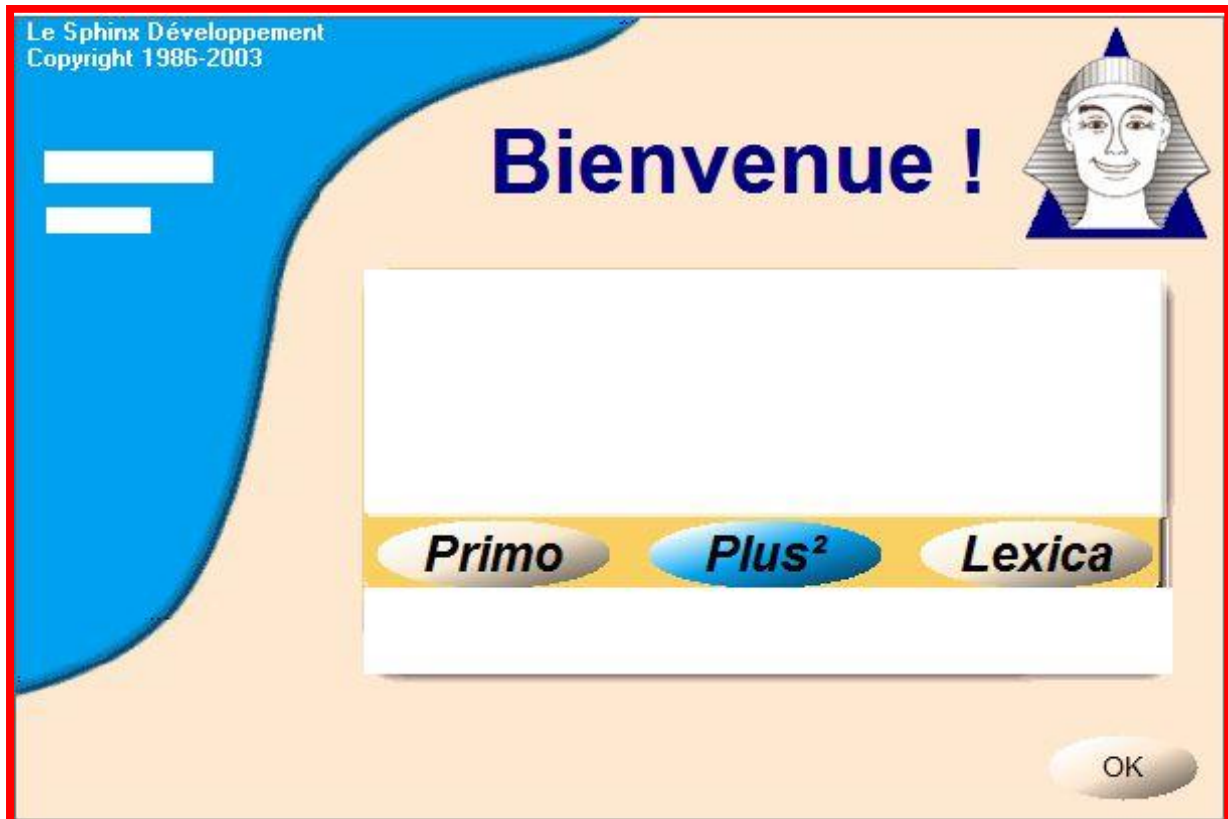 Le Sphinx Développement
Copyright 1986-2003
Bienvenue !
Primo Plus² Lexica
OK